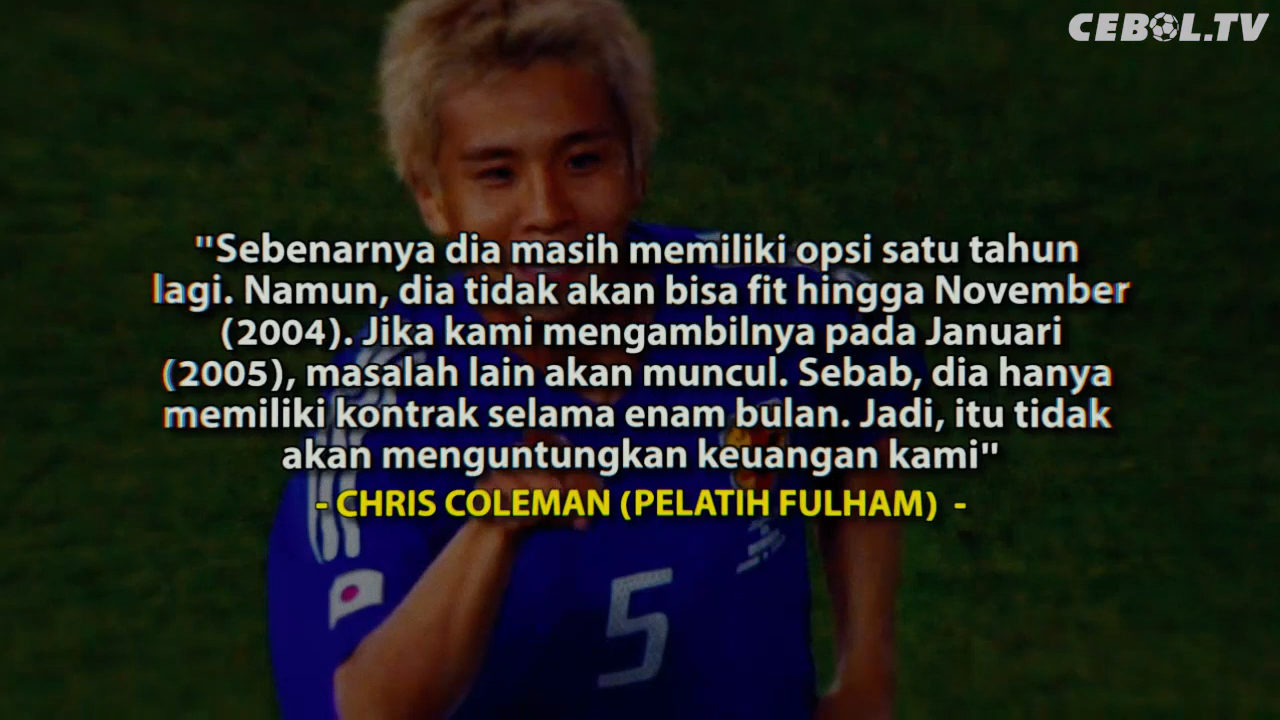 CEBOL.TV
"Sebenarnya dia masih memiliki opsi satu tahun
lagi. Namun, dia tidak akan bisa fit hingga November
(2004). Jika kami mengambilnya pada Januari
(2005), masalah lain akan muncul. Sebab, dia hanya
memiliki kontrak selama enam bulan. Jadi, itu tidak
akan menguntungkan keuangan kami"
- CHRIS COLEMAN (PELATIH FULHAM) -
5